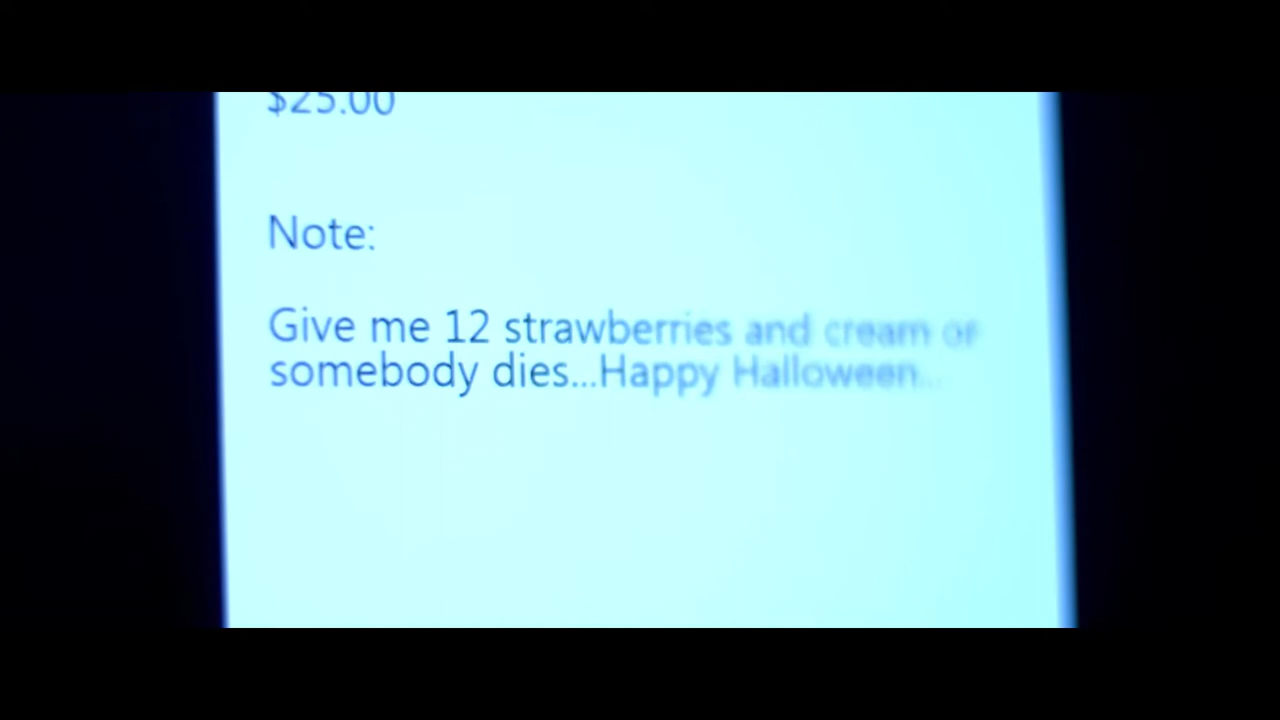 $25.00
Note:
Give me 12 strawberries and cream or
somebody dies...Happy Halloween...